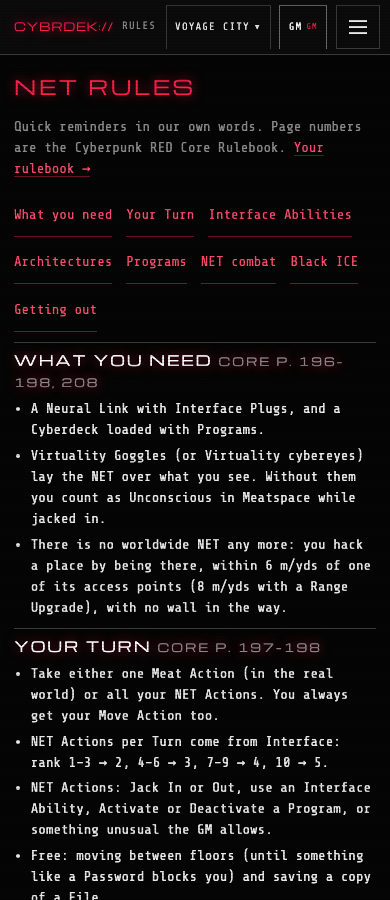 CYBRDEK://
RULES
VOYAGE CITY ▾
GM GM
NET RULES
Quick reminders in our own words. Page numbers
are the Cyberpunk RED Core Rulebook. Your
rulebook →
What you need Your Turn Interface Abilities
Architectures Programs NET combat Black ICE
Getting out
WHAT YOU NEED CORE P. 196-
198, 208
• A Neural Link with Interface Plugs, and a
Cyberdeck loaded with Programs.
• Virtuality Goggles (or Virtuality cybereyes)
lay the NET over what you see. Without them
you count as Unconscious in Meatspace while
jacked in.
• There is no worldwide NET any more: you hack
a place by being there, within 6 m/yds of one
of its access points (8 m/yds with a Range
Upgrade), with no wall in the way.
YOUR TURN CORE P. 197-198
• Take either one Meat Action (in the real
world) or all your NET Actions. You always
get your Move Action too.
• NET Actions per Turn come from Interface:
rank 1–3 → 2, 4–6 → 3, 7–9 → 4, 10 → 5.
• NET Actions: Jack In or Out, use an Interface
Ability, Activate or Deactivate a Program, or
something unusual the GM allows.
• Free: moving between floors (until something
like a Password blocks you) and saving a copy
of a File.